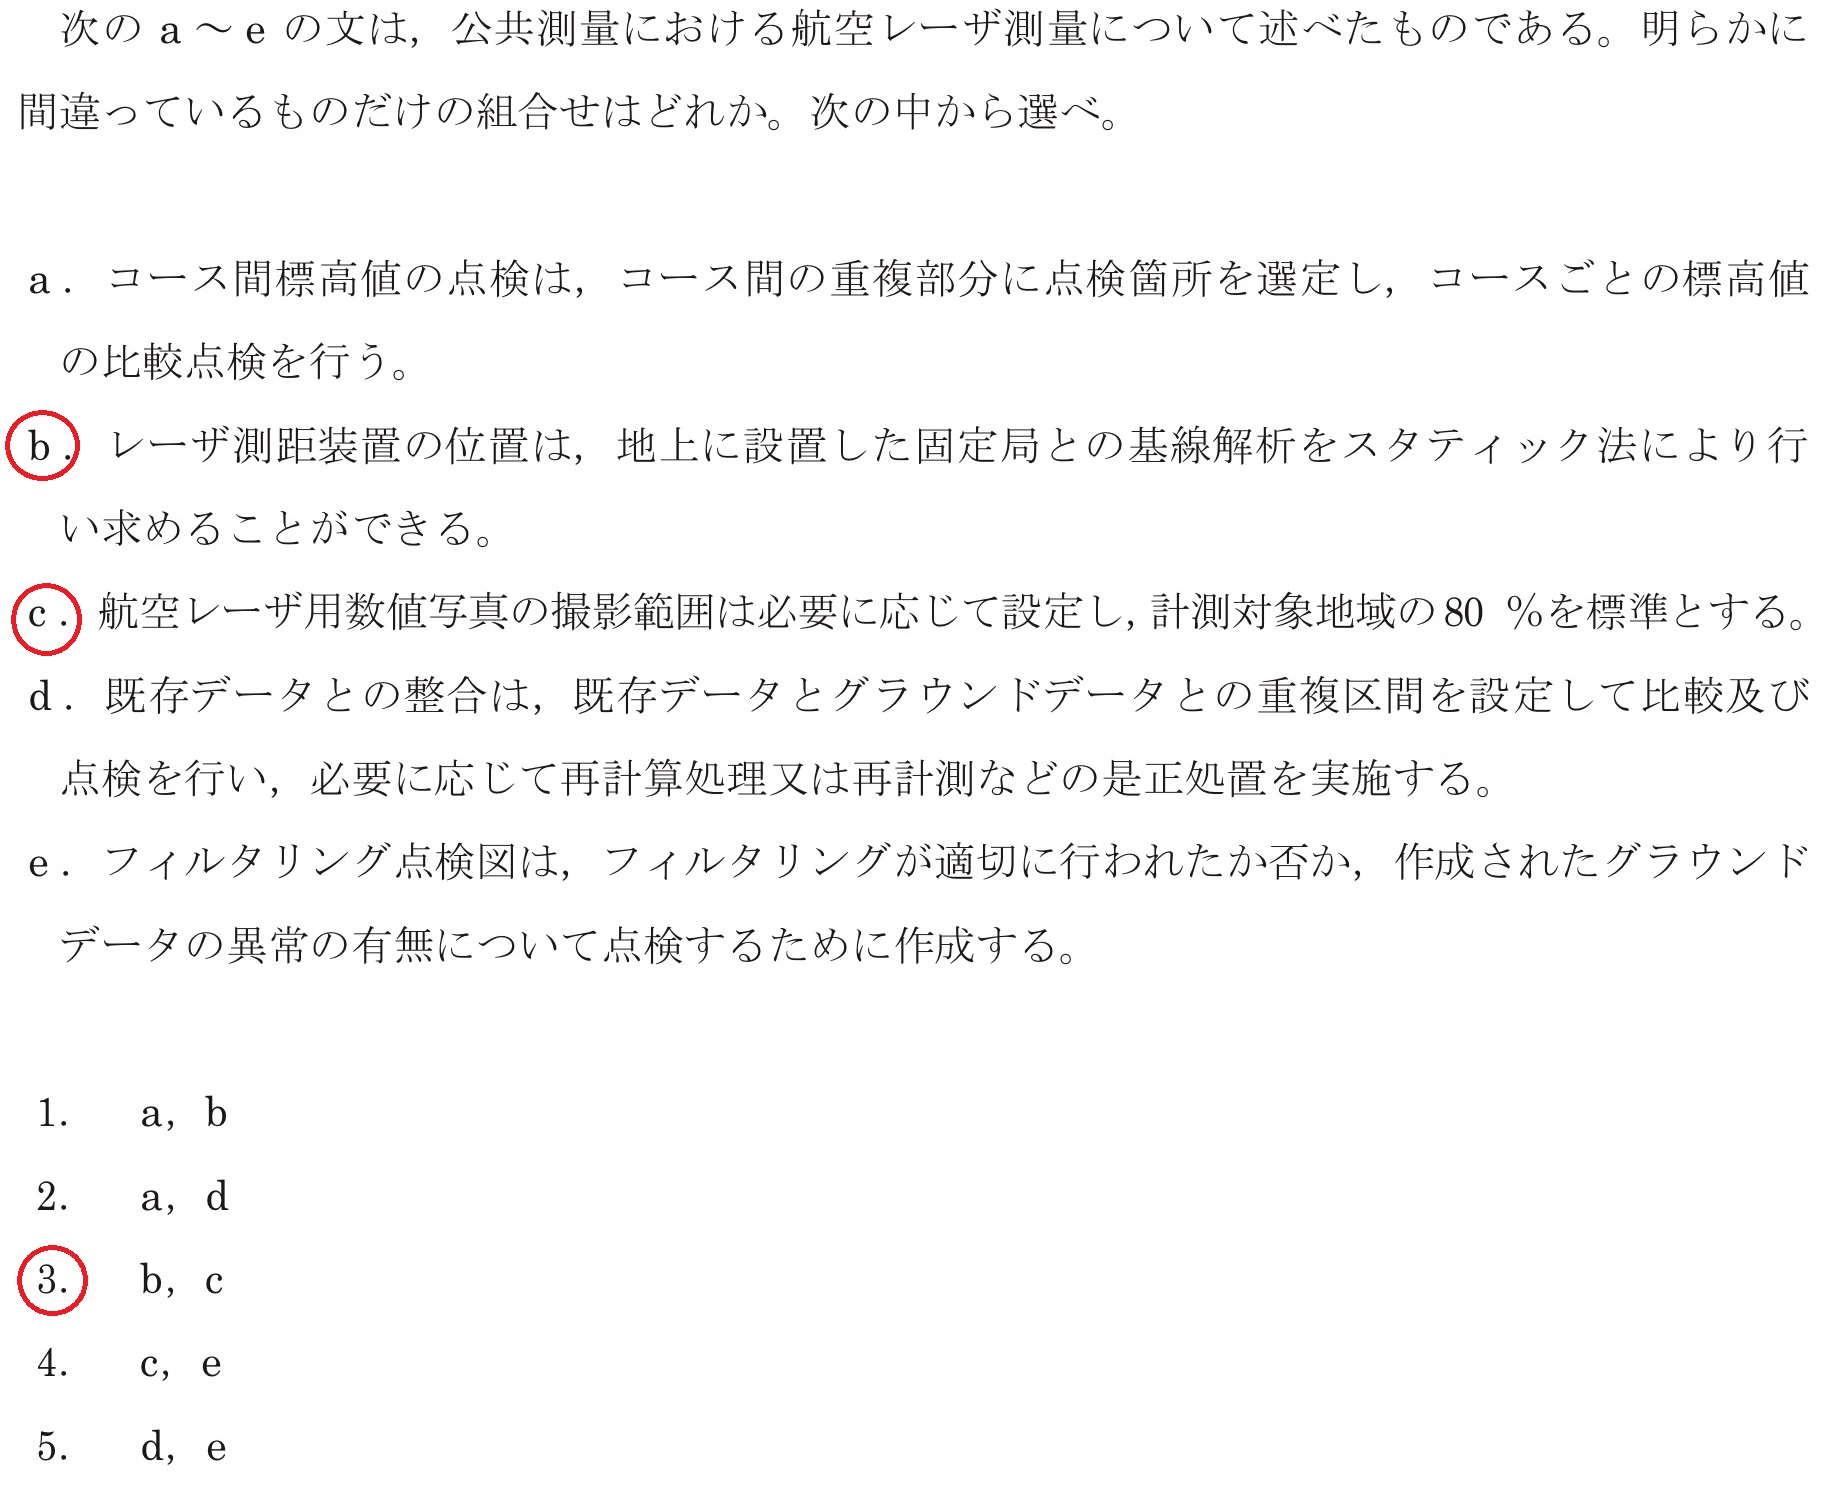 次の a ～ e の文は，公共測量における航空レーザ測量について述べたものである。明らかに
間違っているものだけの組合せはどれか。次の中から選べ。
a． コース間標高値の点検は，コース間の重複部分に点検箇所を選定し，コースごとの標高値
の比較点検を行う。
b． レーザ測距装置の位置は，地上に設置した固定局との基線解析をスタティック法により行
い求めることができる。
c． 航空レーザ用数値写真の撮影範囲は必要に応じて設定し，計測対象地域の 80 ％を標準とする。
d． 既存データとの整合は，既存データとグラウンドデータとの重複区間を設定して比較及び
点検を行い，必要に応じて再計算処理又は再計測などの是正処置を実施する。
e． フィルタリング点検図は，フィルタリングが適切に行われたか否か，作成されたグラウンド
データの異常の有無について点検するために作成する。
1. a，b
2. a，d
3. b，c
4. c，e
5. d，e